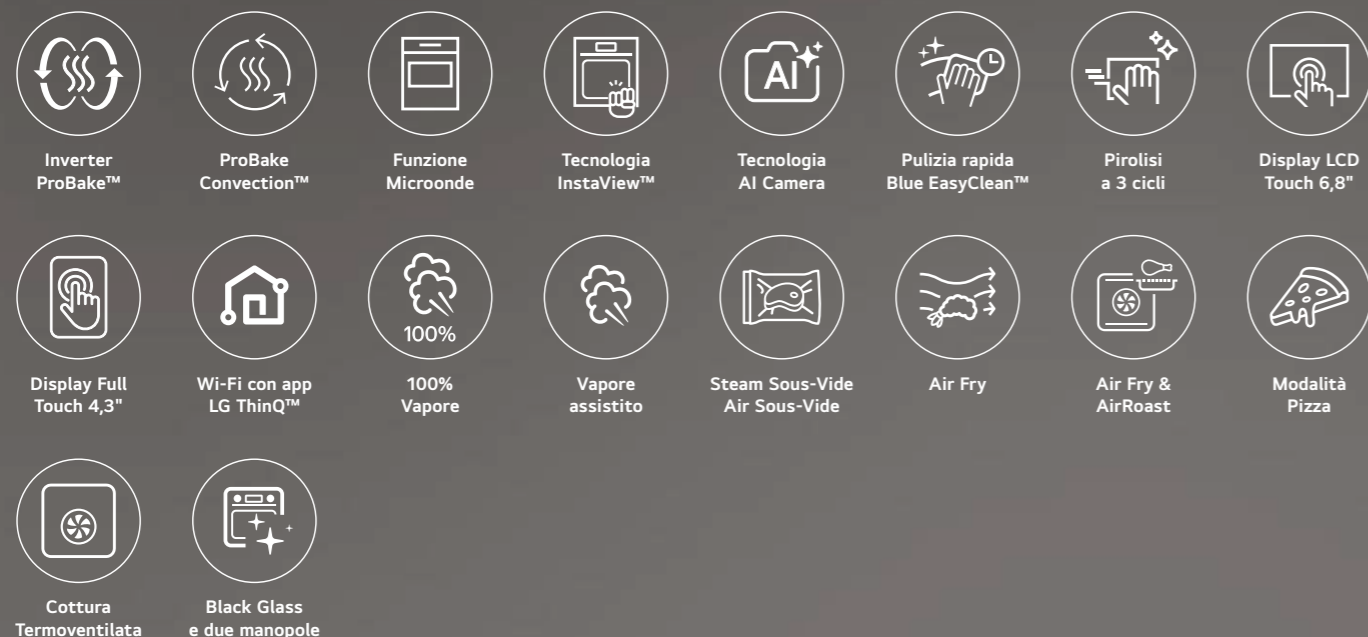 AI
Inverter
ProBake™
ProBake
Convection™
Funzione
Microonde
Tecnologia
InstaView™
Tecnologia
AI Camera
Pulizia rapida
Blue EasyClean™
Pirolisi
a 3 cicli
Display LCD
Touch 6,8"
100%
Display Full
Touch 4,3"
Wi-Fi con app
LG ThinQ™
100%
Vapore
Vapore
assistito
Steam Sous-Vide
Air Sous-Vide
Air Fry
Air Fry &
AirRoast
Modalità
Pizza
Cottura
Termoventilata
Black Glass
e due manopole